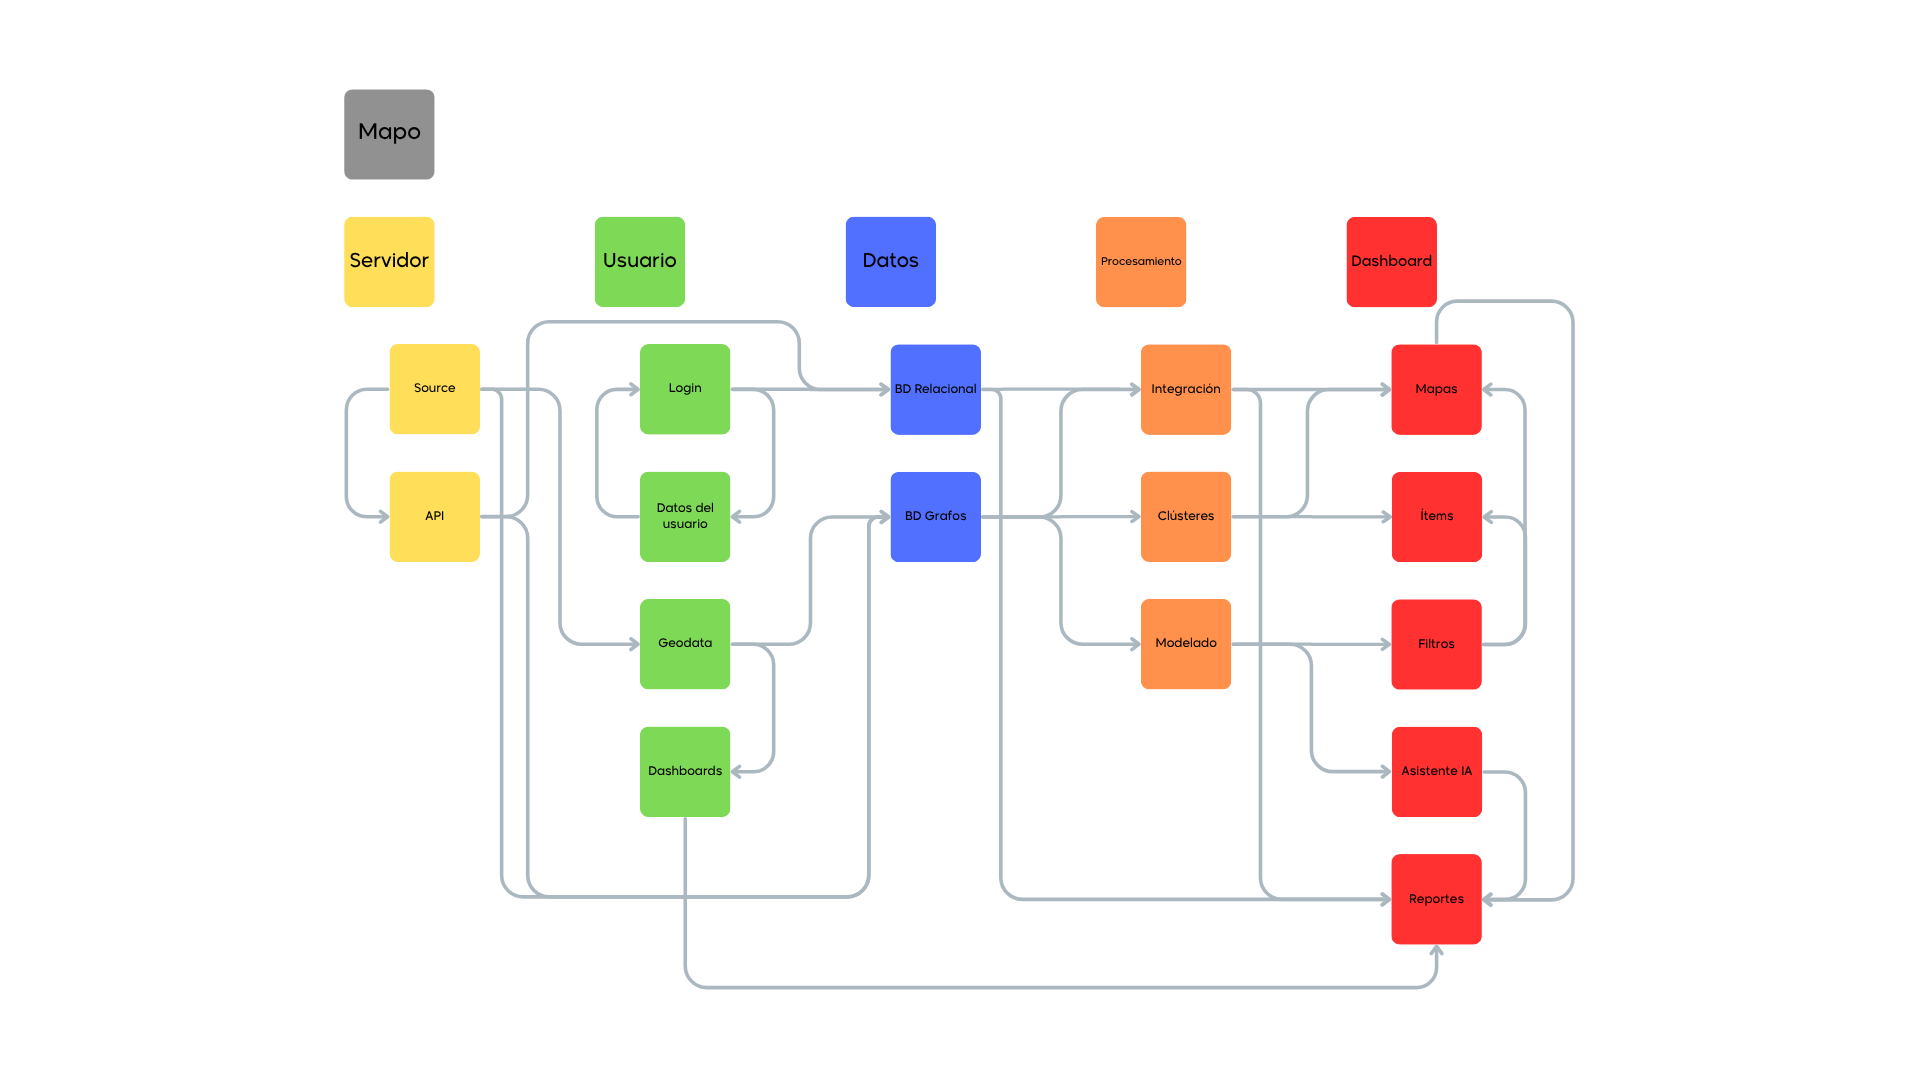 Mapo
Servidor
Usuario
Datos
Procesamiento
Dashboard
Source
Login
BD Relacional
Integración
Mapas
API
Datos del
usuario
BD Grafos
Clústeres
Ítems
Geodata
Modelado
Filtros
Dashboards
Asistente IA
Reportes